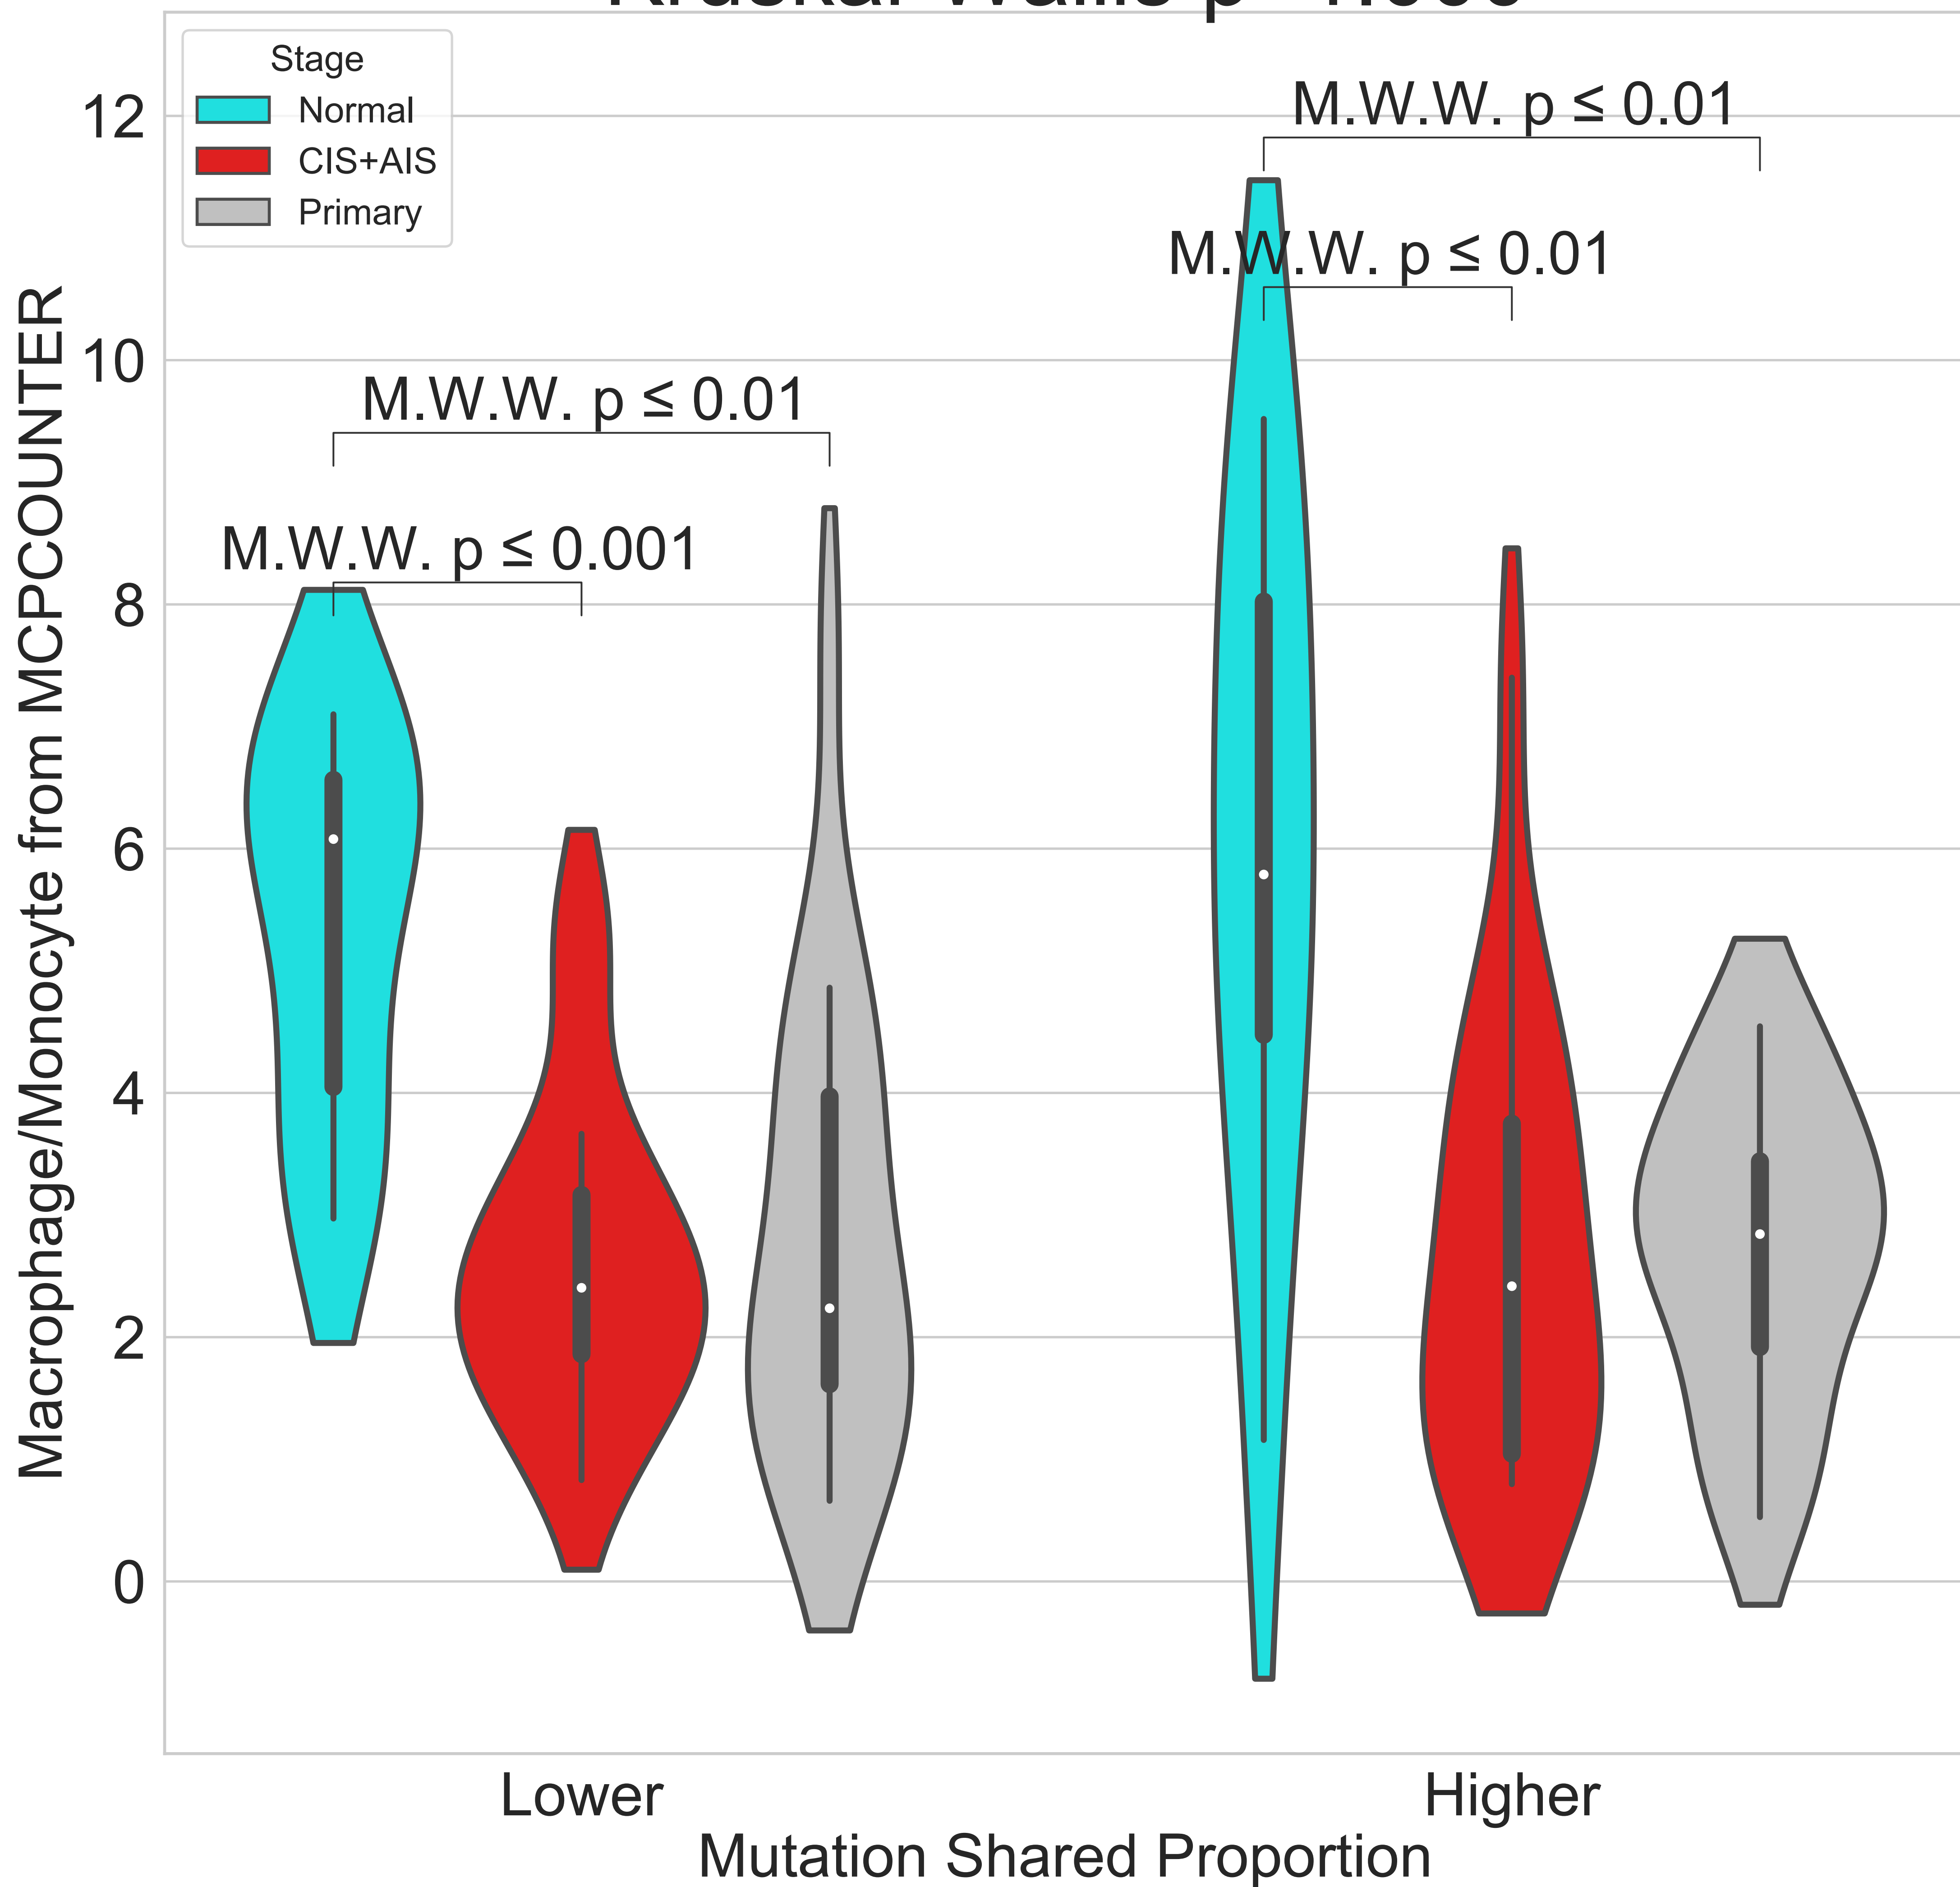 Stage
Normal
CIS+AIS
Primary
M.W.W. p ≤ 0.01
M.W.W. p ≤ 0.01
M.W.W. p ≤ 0.01
M.W.W. p ≤ 0.001
12
10
8
6
4
2
0
Macrophage/Monocyte from MCPCOUNTER
Lower
Higher
Mutation Shared Proportion